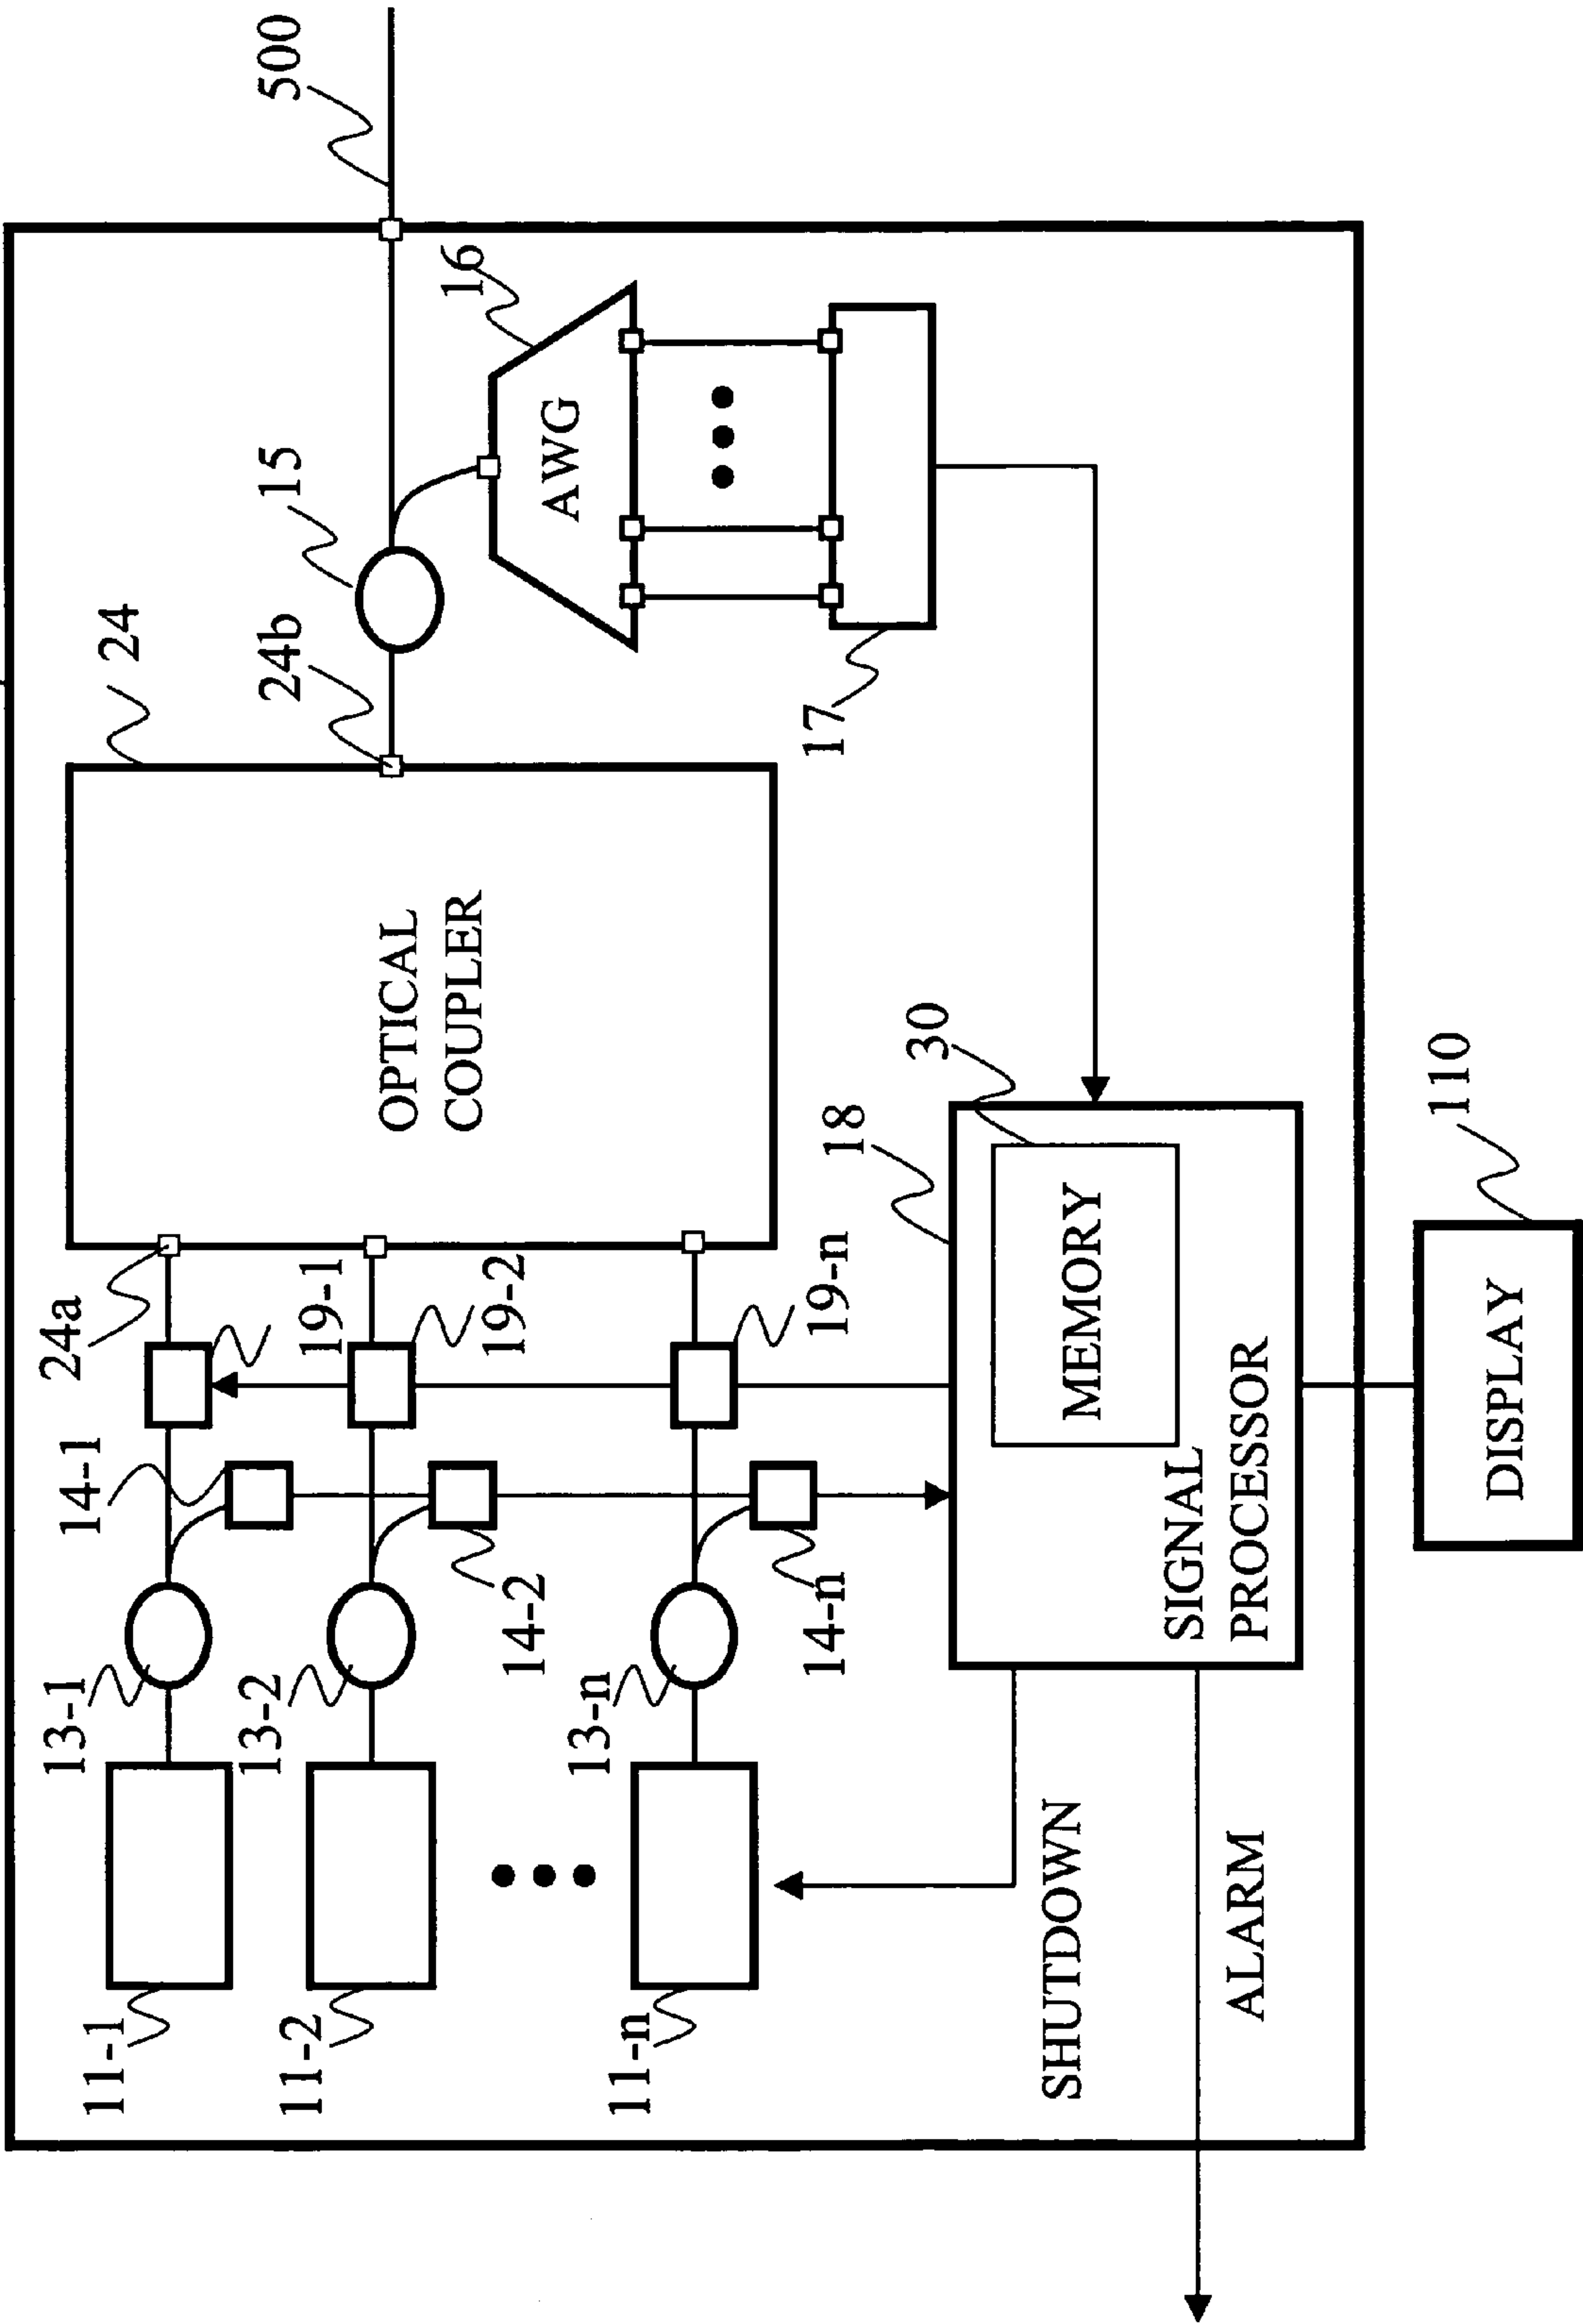 500
24
24b
15
16
AWG
17
OPTICAL
COUPLER
24a
14-1
19-1
19-2
19-n
13-1
13-2
14-2
13-n
14-n
11-1
11-2
11-n
18
30
MEMORY
SIGNAL
PROCESSOR
SHUTDOWN
ALARM
110
DISPLAY